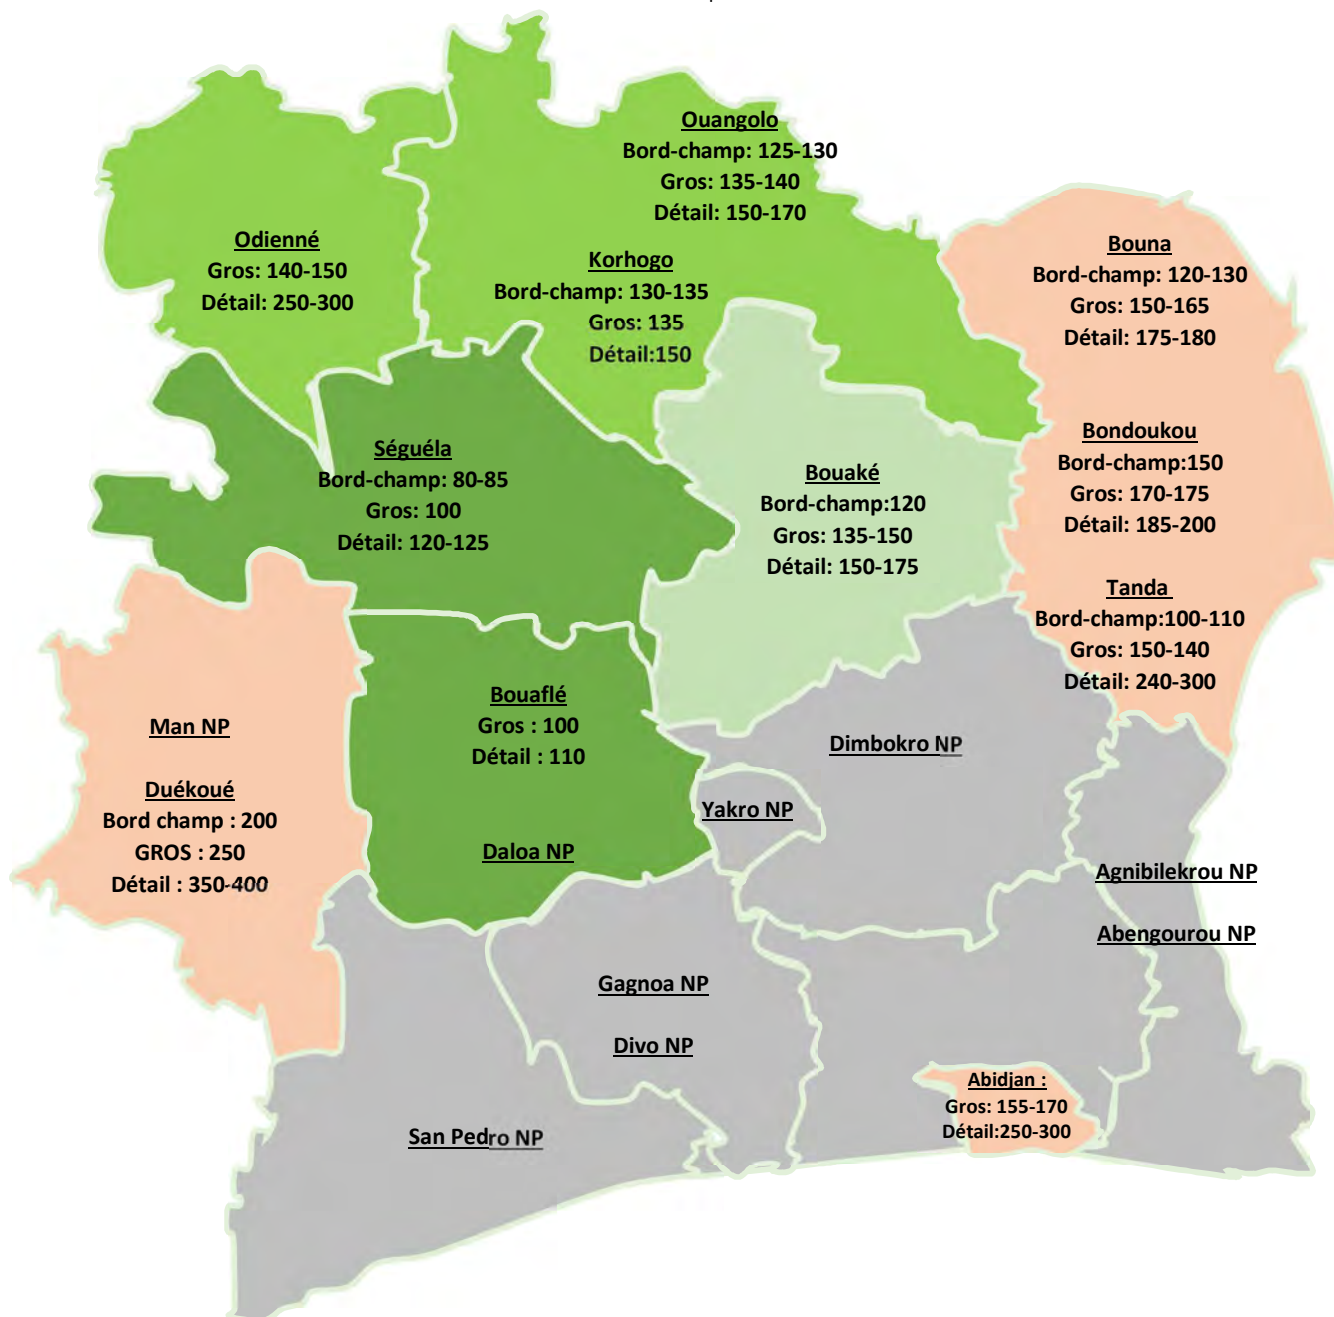 Ouangolo
Bord-champ: 125-130
Gros: 135-140
Détail: 150-170
Odienné
Gros: 140-150
Détail: 250-300
Korhogo
Bord-champ: 130-135
Gros: 135
Détail:150
Bouna
Bord-champ: 120-130
Gros: 150-165
Détail: 175-180
Séguéla
Bord-champ: 80-85
Gros: 100
Détail: 120-125
Bouaké
Bord-champ:120
Gros: 135-150
Détail: 150-175
Bondoukou
Bord-champ:150
Gros: 170-175
Détail: 185-200
Tanda
Bord-champ:100-110
Gros: 150-140
Détail: 240-300
Man NP
Duékoué
Bord champ : 200
GROS : 250
Détail : 350-400
Bouaflé
Gros : 100
Détail : 110
Daloa NP
Dimbokro NP
Yakro NP
Agnibilekrou NP
Abengourou NP
Gagnoa NP
Divo NP
Abidjan :
Gros: 155-170
Détail:250-300
San Pedro NP